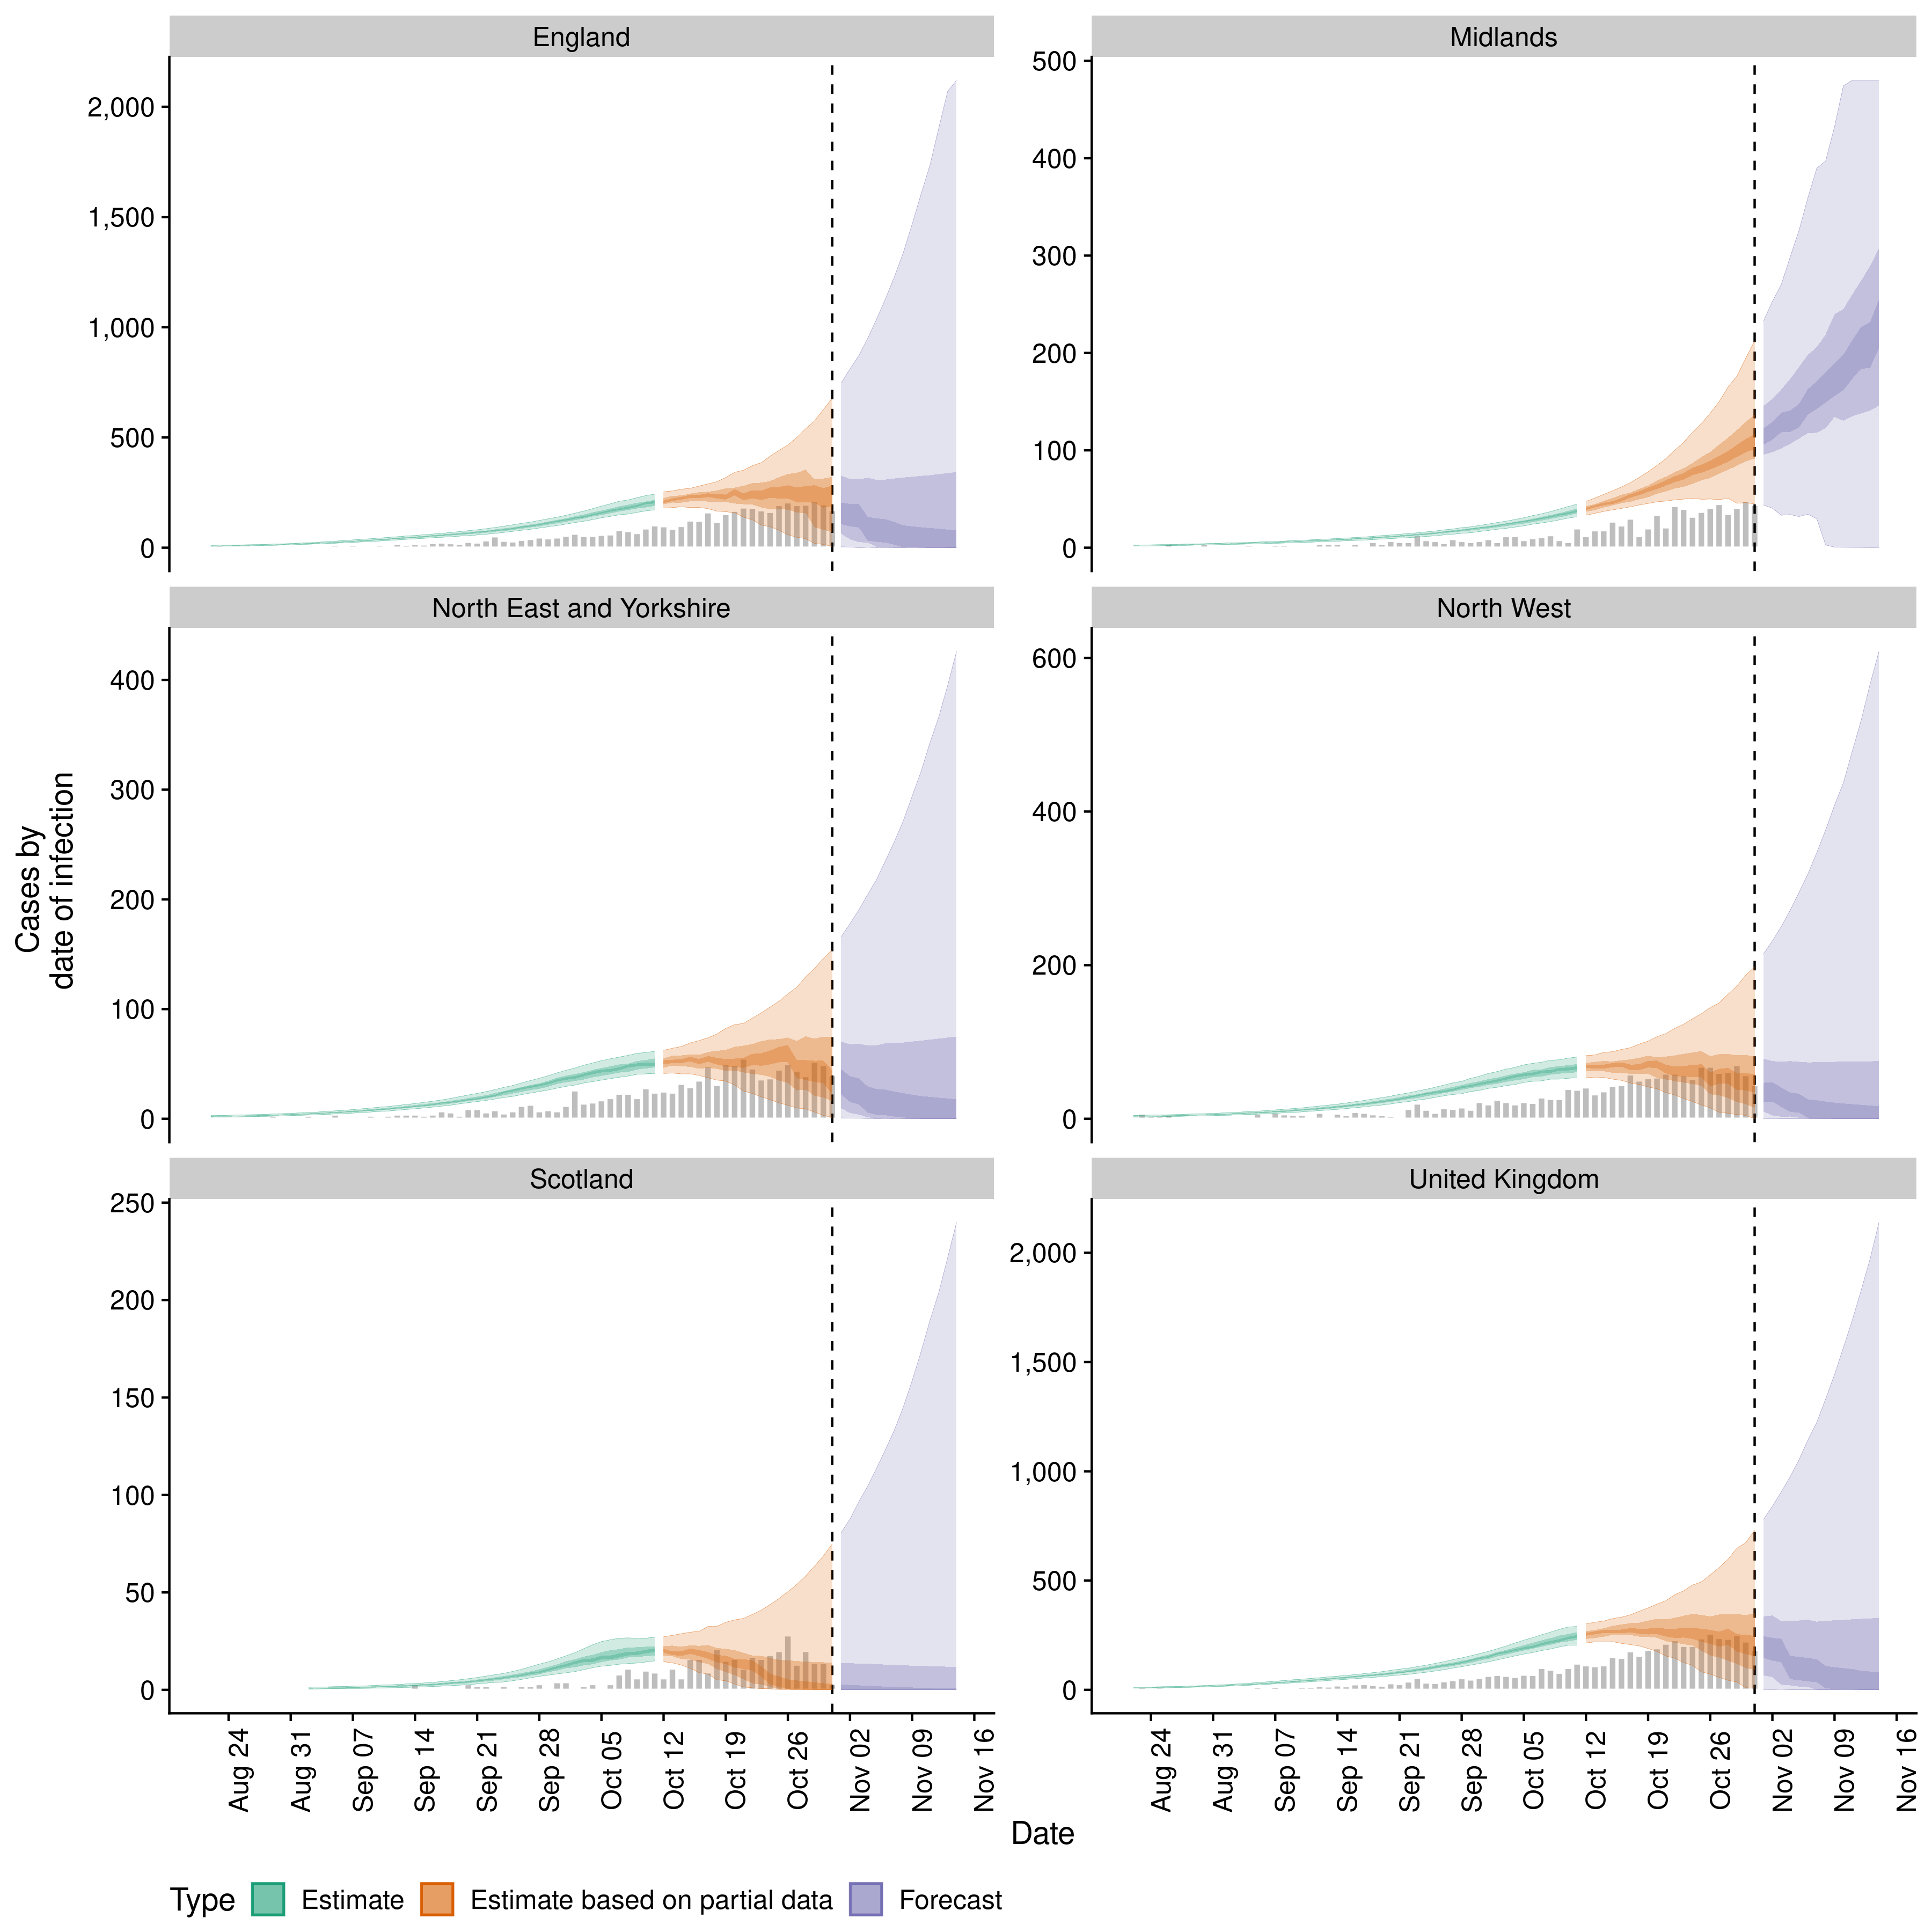 England
Midlands
2,000
1,500
1,000
500
0
500
400
300
200
100
0
North East and Yorkshire
North West
400
300
200
100
0
600
400
200
0
Scotland
United Kingdom
250
200
150
100
50
0
2,000
1,500
1,000
500
0
Cases by
date of infection
Aug 24
Aug 31
Sep 07
Sep 14
Sep 21
Sep 28
Oct 05
Oct 12
Oct 19
Oct 26
Nov 02
Nov 09
Nov 16
Aug 24
Aug 31
Sep 07
Sep 14
Sep 21
Sep 28
Oct 05
Oct 12
Oct 19
Oct 26
Nov 02
Nov 09
Nov 16
Date
Type Estimate Estimate based on partial data Forecast